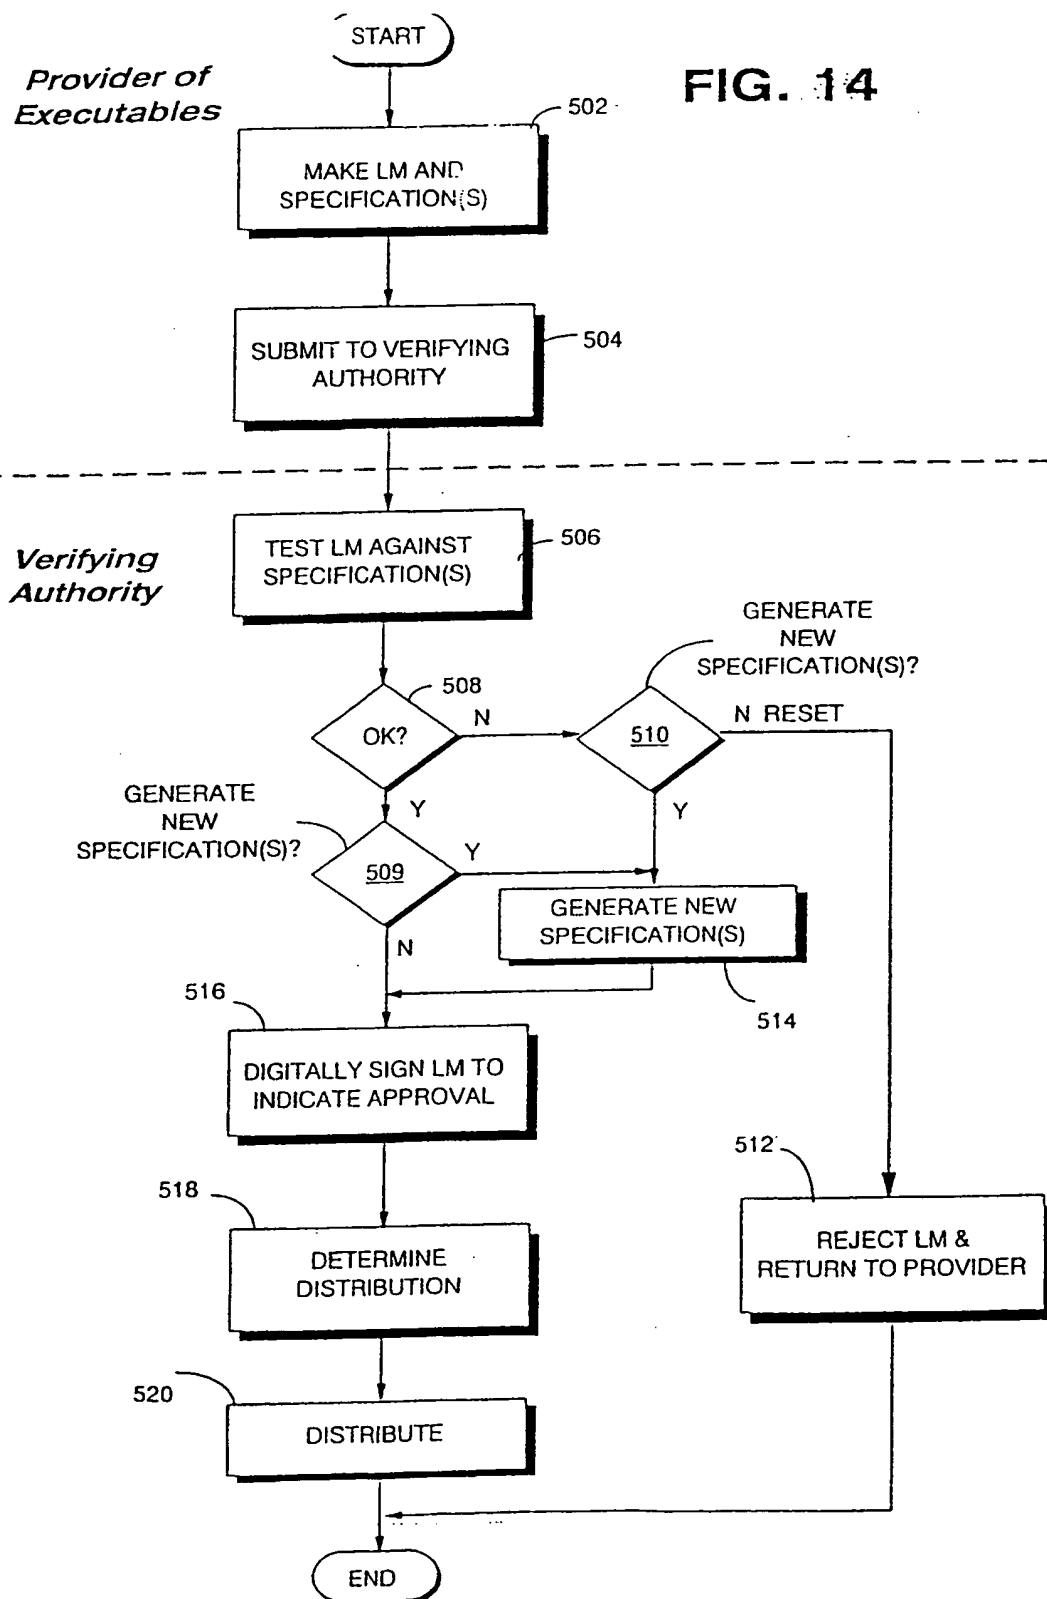 START
Provider of
Executables
FIG. 14
502
MAKE LM AND
SPECIFICATION(S)
SUBMIT TO VERIFYING
AUTHORITY
504
Verifying
Authority
TEST LM AGAINST
SPECIFICATION(S)
506
GENERATE
NEW
SPECIFICATION(S)?
508
OK?
N
510
N RESET
GENERATE
NEW
SPECIFICATION(S)?
Y
Y
509
Y
GENERATE NEW
SPECIFICATION(S)
N
514
516
DIGITALLY SIGN LM TO
INDICATE APPROVAL
512
518
DETERMINE
DISTRIBUTION
REJECT LM &
RETURN TO PROVIDER
520
DISTRIBUTE
END